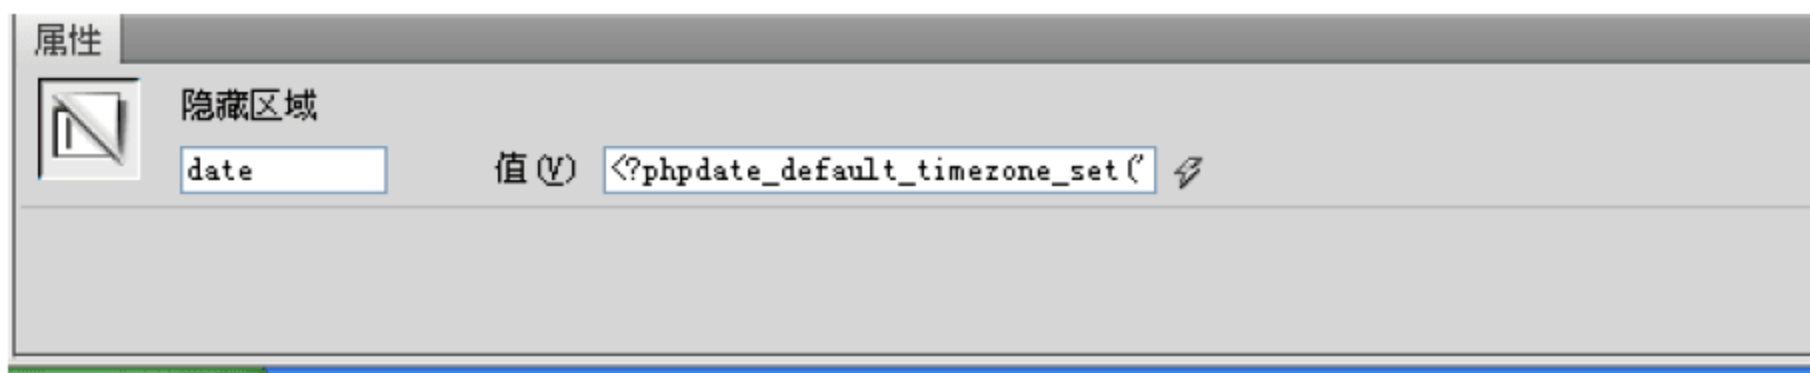 属性
隐藏区域
date 值(V) <?phpdate_default_timezone_set('